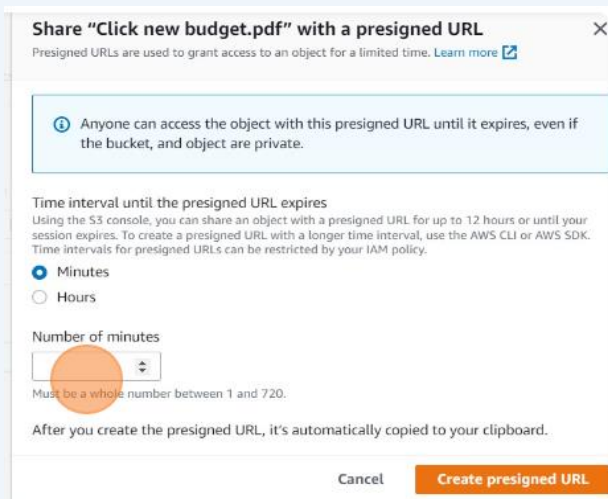 Share “Click new budget.pdf” with a presigned URL
Presigned URLs are used to grant access to an object for a limited time. Learn more
Anyone can access the object with this presigned URL until it expires, even if
the bucket, and object are private.
Time interval until the presigned URL expires
Using the S3 console, you can share an object with a presigned URL for up to 12 hours or until your
session expires. To create a presigned URL with a longer time interval, use the AWS CLI or AWS SDK.
Time intervals for presigned URLs can be restricted by your IAM policy.
Minutes
Hours
Number of minutes
Must be a whole number between 1 and 720.
After you create the presigned URL, it's automatically copied to your clipboard.
Cancel
Create presigned URL